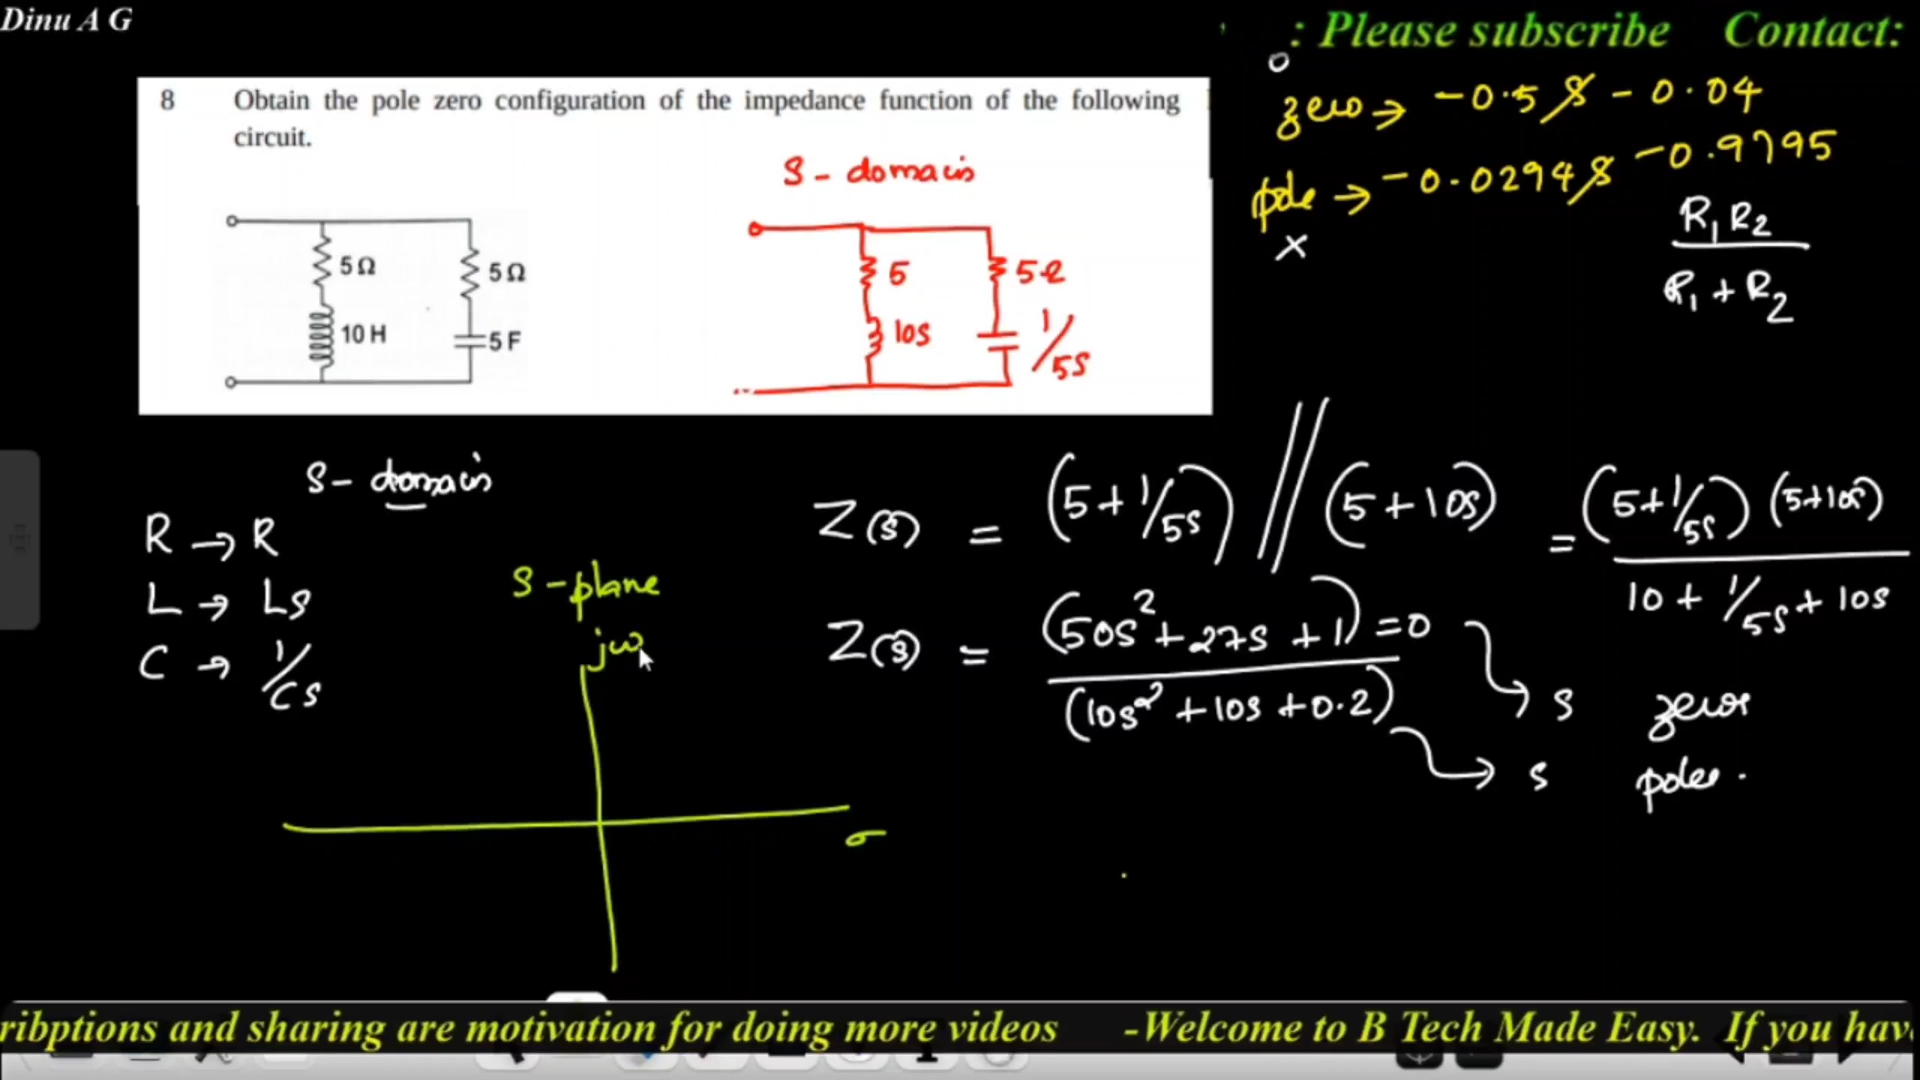 Dinu A G
: Please subscribe Contact:
8 Obtain the pole zero configuration of the impedance function of the following
circuit.
5 Ω
5 Ω
10 H
5 F
S - domain
5
5Ω
10s
1/5s
zero → -0.5 & -0.04
pole → -0.0294 & -0.9795
x
R1 R2
R1 + R2
S - domain
R → R
L → Ls
C → 1/Cs
S - plane
jω
σ
Z(s) = (5+1/5s) // (5+10s) = (5+1/5s) (5+10s)
10 + 1/5s + 10s
Z(s) = (50s² + 27s + 1) = 0
(10s² + 10s + 0.2)
s zeros
s poles.
ribptions and sharing are motivation for doing more videos -Welcome to B Tech Made Easy. If you hav